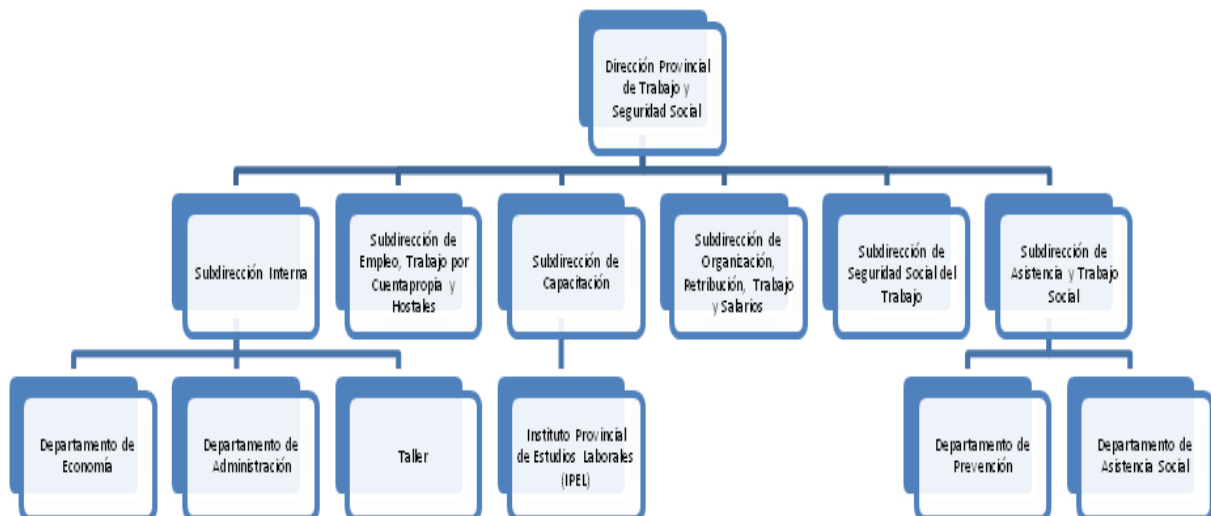 Dirección Provincial
de Trabajo y
Seguridad Social
Subdirección Interna
Subdirección de
Empleo, Trabajo por
Cuentapropia y
Hostales
Subdirección de
Capacitación
Subdirección de
Organización,
Petribución, Trabajo
y Salarios
Subdirección de
Seguridad Social del
Trabajo
Subdirección de
Asistencia y Trabajo
Social
Departamento de
Economía
Departamento de
Administración
Taller
Instituto Provincial
de Estudios Laborales
(IPEL)
Departamento de
Prevención
Departamento de
Asistencia Social